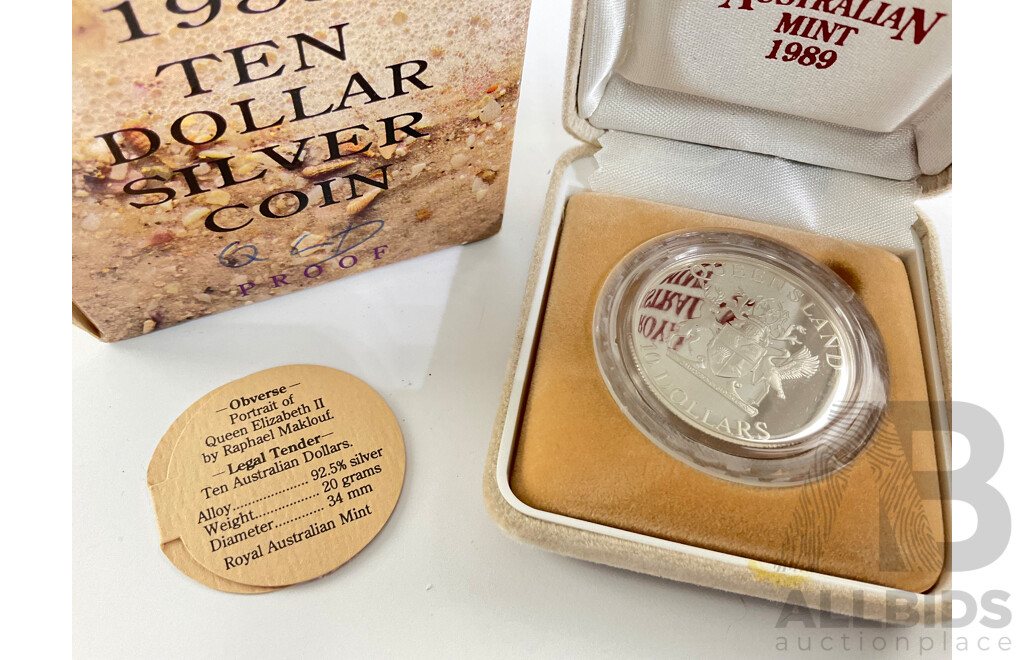 TEN
DOLLAR
SILVER
COIN
PROOF
AUSTRALIAN
MINT
1989
—Obverse—
Portrait of
Queen Elizabeth II
by Raphael Maklouf.
—Legal Tender—
Ten Australian Dollars.
Alloy.................... 92.5% silver
Weight................. 20 grams
Diameter............. 34 mm
Royal Australian Mint
QUEENSLAND
10 DOLLARS
AB
ALLBIDS
auctionplace